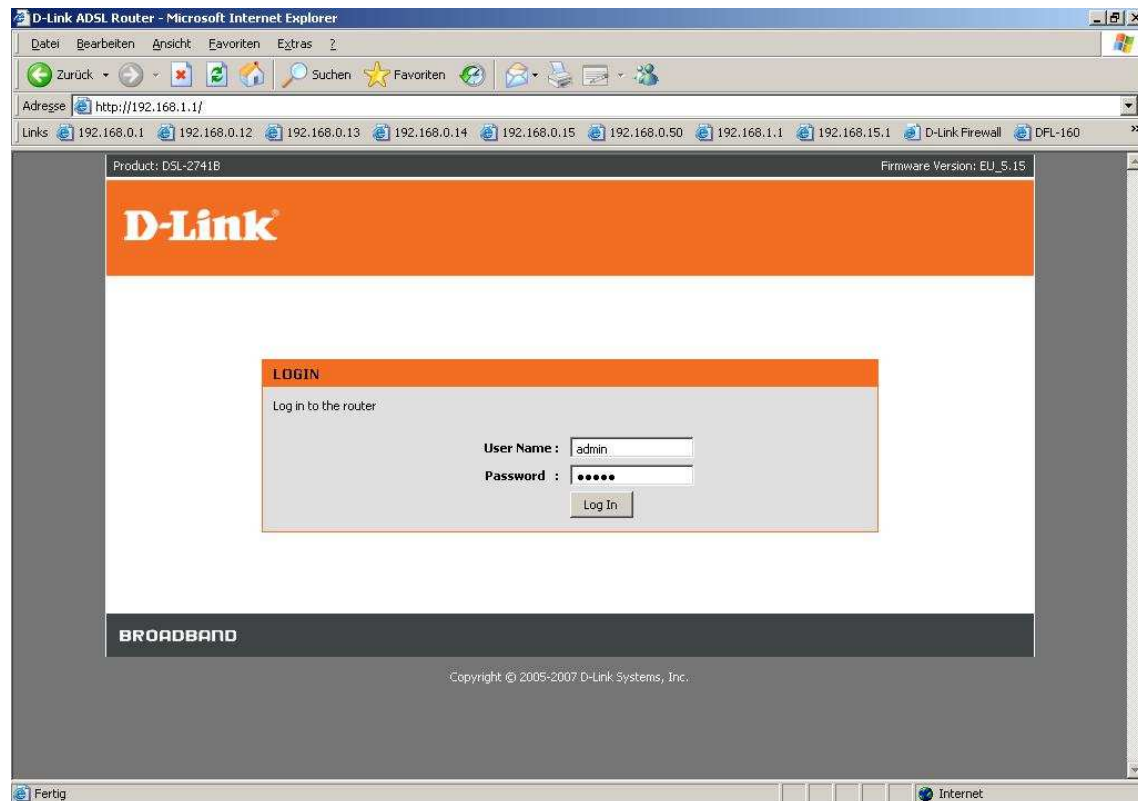 D-Link ADSL Router - Microsoft Internet Explorer
Datei Bearbeiten Ansicht Favoriten Extras ?
Zurück Suchen Favoriten
Adresse http://192.168.1.1/
Links 192.168.0.1 192.168.0.12 192.168.0.13 192.168.0.14 192.168.0.15 192.168.0.50 192.168.1.1 192.168.15.1 D-Link Firewall DFL-160 »
Product: DSL-2741B Firmware Version: EU_5.15
D-Link®
LOGIN
Log in to the router
User Name : admin
Password : •••••
Log In
BROADBAND
Copyright © 2005-2007 D-Link Systems, Inc.
Fertig Internet